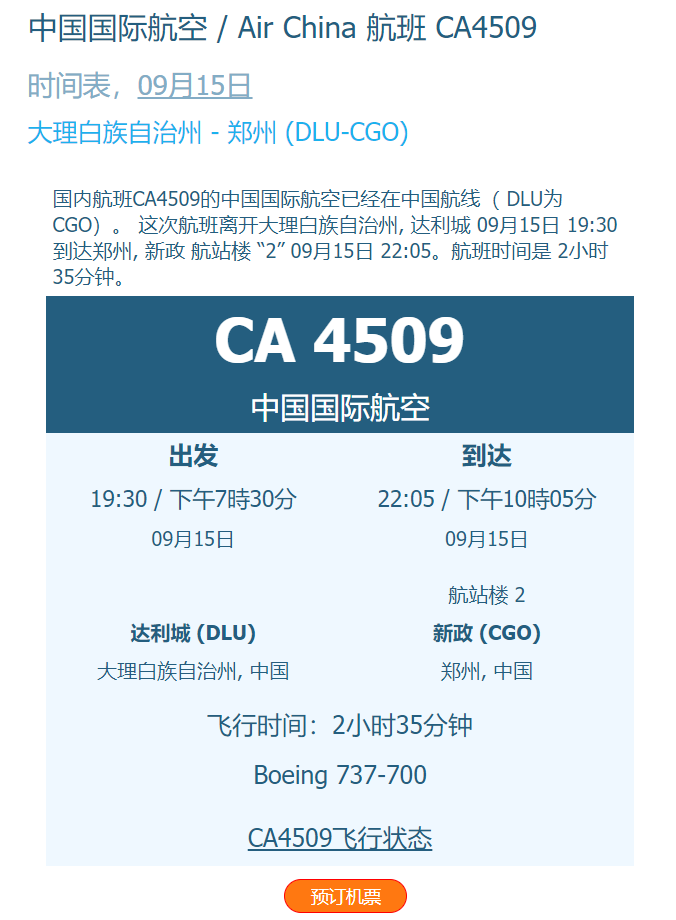 中国国际航空 / Air China 航班 CA4509
时间表，09月15日
大理白族自治州 - 郑州 (DLU-CGO)
国内航班CA4509的中国国际航空已经在中国航线（ DLU为
CGO）。 这次航班离开大理白族自治州, 达利城 09月15日 19:30
到达郑州, 新政 航站楼 “2” 09月15日 22:05。航班时间是 2小时
35分钟。
CA 4509
中国国际航空
出发
到达
19:30 / 下午7時30分
22:05 / 下午10時05分
09月15日
09月15日
航站楼 2
达利城 (DLU)
新政 (CGO)
大理白族自治州, 中国
郑州, 中国
飞行时间：2小时35分钟
Boeing 737-700
CA4509飞行状态
预订机票